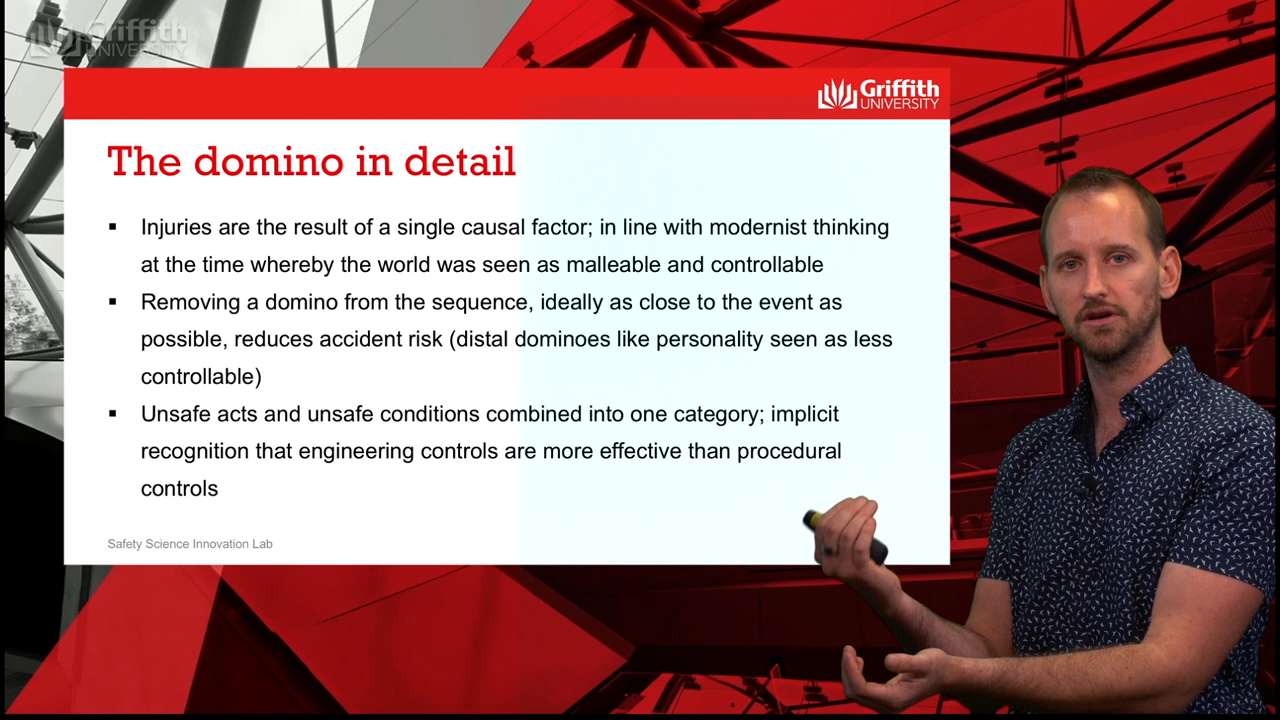 Griffith
UNIVERSITY
Griffith
UNIVERSITY
The domino in detail
▪ Injuries are the result of a single causal factor; in line with modernist thinking
at the time whereby the world was seen as malleable and controllable
▪ Removing a domino from the sequence, ideally as close to the event as
possible, reduces accident risk (distal dominoes like personality seen as less
controllable)
▪ Unsafe acts and unsafe conditions combined into one category; implicit
recognition that engineering controls are more effective than procedural
controls
Safety Science Innovation Lab